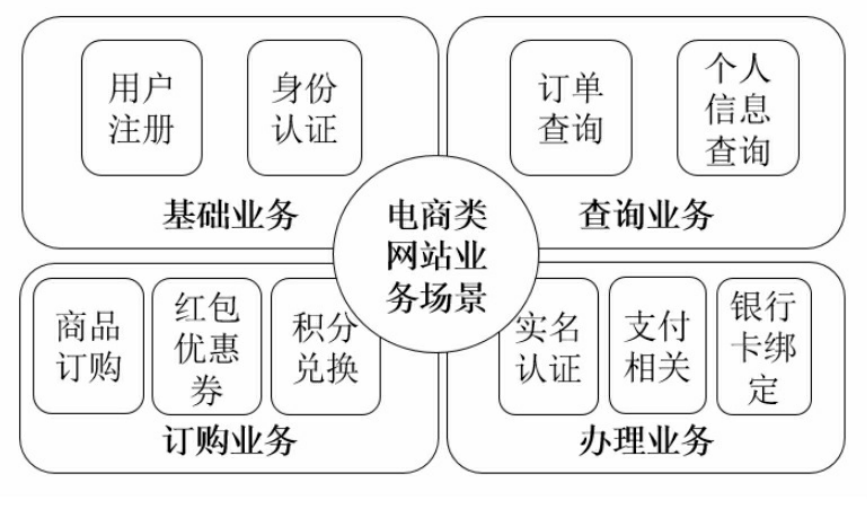 用户
注册
身份
认证
基础业务
订单
查询
个人
信息
查询
查询业务
电商类
网站业
务场景
商品
订购
红包
优惠
券
积分
兑换
订购业务
实名
认证
支付
相关
银行
卡绑
定
办理业务